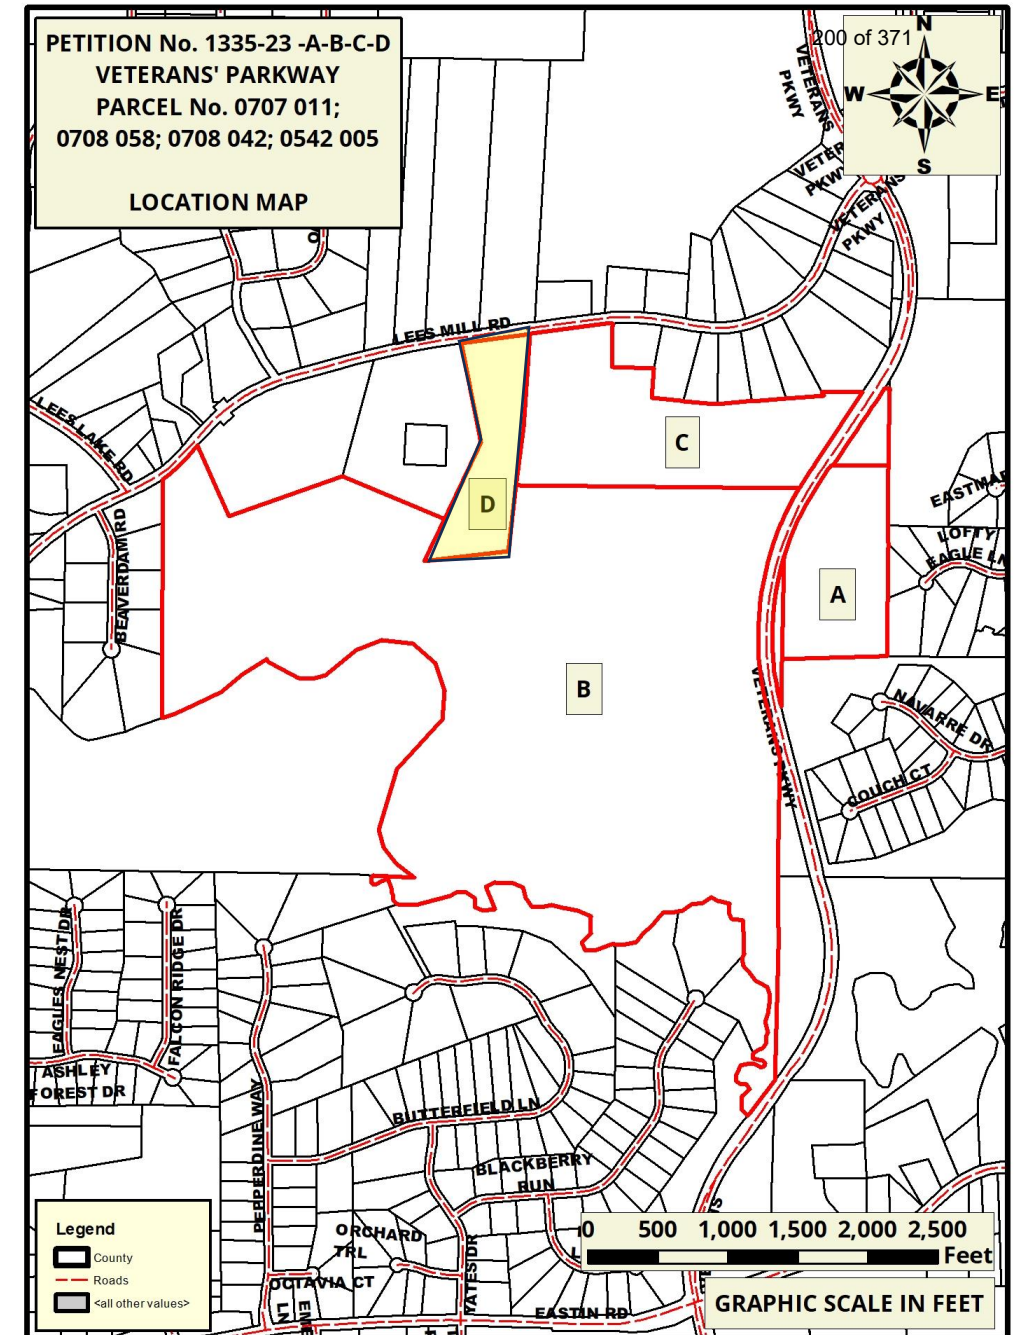 PETITION No. 1335-23 -A-B-C-D
VETERANS' PARKWAY
PARCEL No. 0707 011;
0708 058; 0708 042; 0542 005
LOCATION MAP
200 of 371
N
W
E
S
VETERANS
PKWY
PKWY
VETERANS
PKWY
LEES MILL RD
LEES LAKE RD
BEAVERDAM RD
C
D
A
B
EASTMAR
LOFTY
EAGLE LN
NAVARRE DR
COUCH CT
VETERANS PKWY
EAGLES NEST DR
FALCON RIDGE DR
ASHLEY
FOREST DR
PEPPERDINE WAY
BUTTERFIELD LN
BLACKBERRY
RUN
ORCHARD
TRL
OCTAVIA CT
YATES DR
LN
EASTIN RD
Legend
County
Roads
<all other values>
0 500 1,000 1,500 2,000 2,500
Feet
GRAPHIC SCALE IN FEET